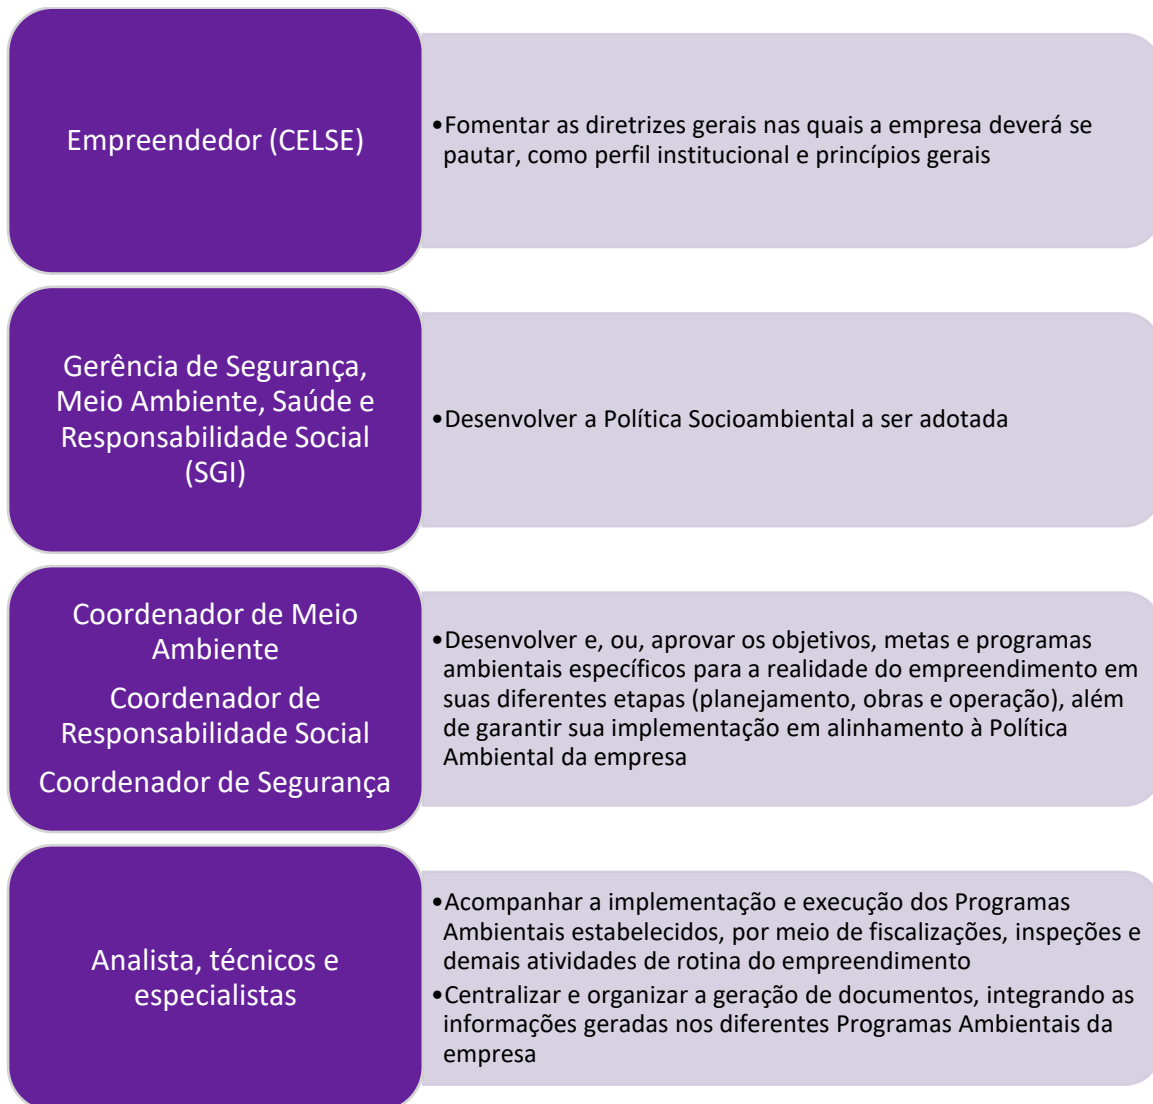 Empreendedor (CELSE)
•Fomentar as diretrizes gerais nas quais a empresa deverá se
pautar, como perfil institucional e princípios gerais
Gerência de Segurança,
Meio Ambiente, Saúde e
Responsabilidade Social
(SGI)
•Desenvolver a Política Socioambiental a ser adotada
Coordenador de Meio
Ambiente
Coordenador de
Responsabilidade Social
Coordenador de Segurança
•Desenvolver e, ou, aprovar os objetivos, metas e programas
ambientais específicos para a realidade do empreendimento em
suas diferentes etapas (planejamento, obras e operação), além
de garantir sua implementação em alinhamento à Política
Ambiental da empresa
Analista, técnicos e
especialistas
•Acompanhar a implementação e execução dos Programas
Ambientais estabelecidos, por meio de fiscalizações, inspeções e
demais atividades de rotina do empreendimento
•Centralizar e organizar a geração de documentos, integrando as
informações geradas nos diferentes Programas Ambientais da
empresa